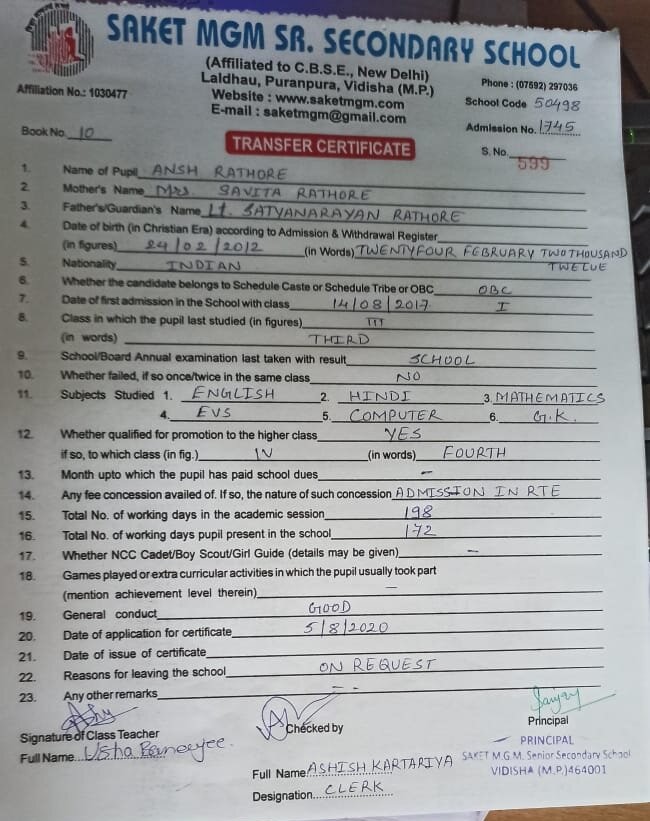 SAKET MGM SR. SECONDARY SCHOOL
(Affiliated to C.B.S.E., New Delhi)
Laldhau, Puranpura, Vidisha (M.P.)
Phone : (07592) 297036
Affiliation No.: 1030477
Website : www.saketmgm.com
School Code 50498
E-mail : saketmgm@gmail.com
Admission No. 1745
Book No. 10
TRANSFER CERTIFICATE
S. No. 599
1. Name of Pupil ANSH RATHORE
2. Mother's Name Mrs. SAVITA RATHORE
3. Father's/Guardian's Name Lt. SATYANARAYAN RATHORE
4. Date of birth (in Christian Era) according to Admission & Withdrawal Register
(in figures) 24/02/2012 (in Words) TWENTYFOUR FEBRUARY TWO THOUSAND
TWELVE
5. Nationality INDIAN
6. Whether the candidate belongs to Schedule Caste or Schedule Tribe or OBC OBC
7. Date of first admission in the School with class 14/08/2017 I
8. Class in which the pupil last studied (in figures) III
(in words) THIRD
9. School/Board Annual examination last taken with result SCHOOL
10. Whether failed, if so once/twice in the same class NO
11. Subjects Studied 1. ENGLISH 2. HINDI 3. MATHEMATICS
4. EVS 5. COMPUTER 6. G.K.
12. Whether qualified for promotion to the higher class YES
if so, to which class (in fig.) IV (in words) FOURTH
13. Month upto which the pupil has paid school dues –
14. Any fee concession availed of. If so, the nature of such concession ADMISSION IN RTE
15. Total No. of working days in the academic session 198
16. Total No. of working days pupil present in the school 172
17. Whether NCC Cadet/Boy Scout/Girl Guide (details may be given) –
18. Games played or extra curricular activities in which the pupil usually took part
(mention achievement level therein) –
19. General conduct GOOD
20. Date of application for certificate 5/8/2020
21. Date of issue of certificate
22. Reasons for leaving the school ON REQUEST
23. Any other remarks - -
Sanjay
Signature of Class Teacher
Checked by
Principal
Full Name... Usha Banerjee.
PRINCIPAL
SAKET M.G.M. Senior Secondary School
VIDISHA (M.P.) 464001
Full Name ASHISH KARTARIYA
Designation CLERK